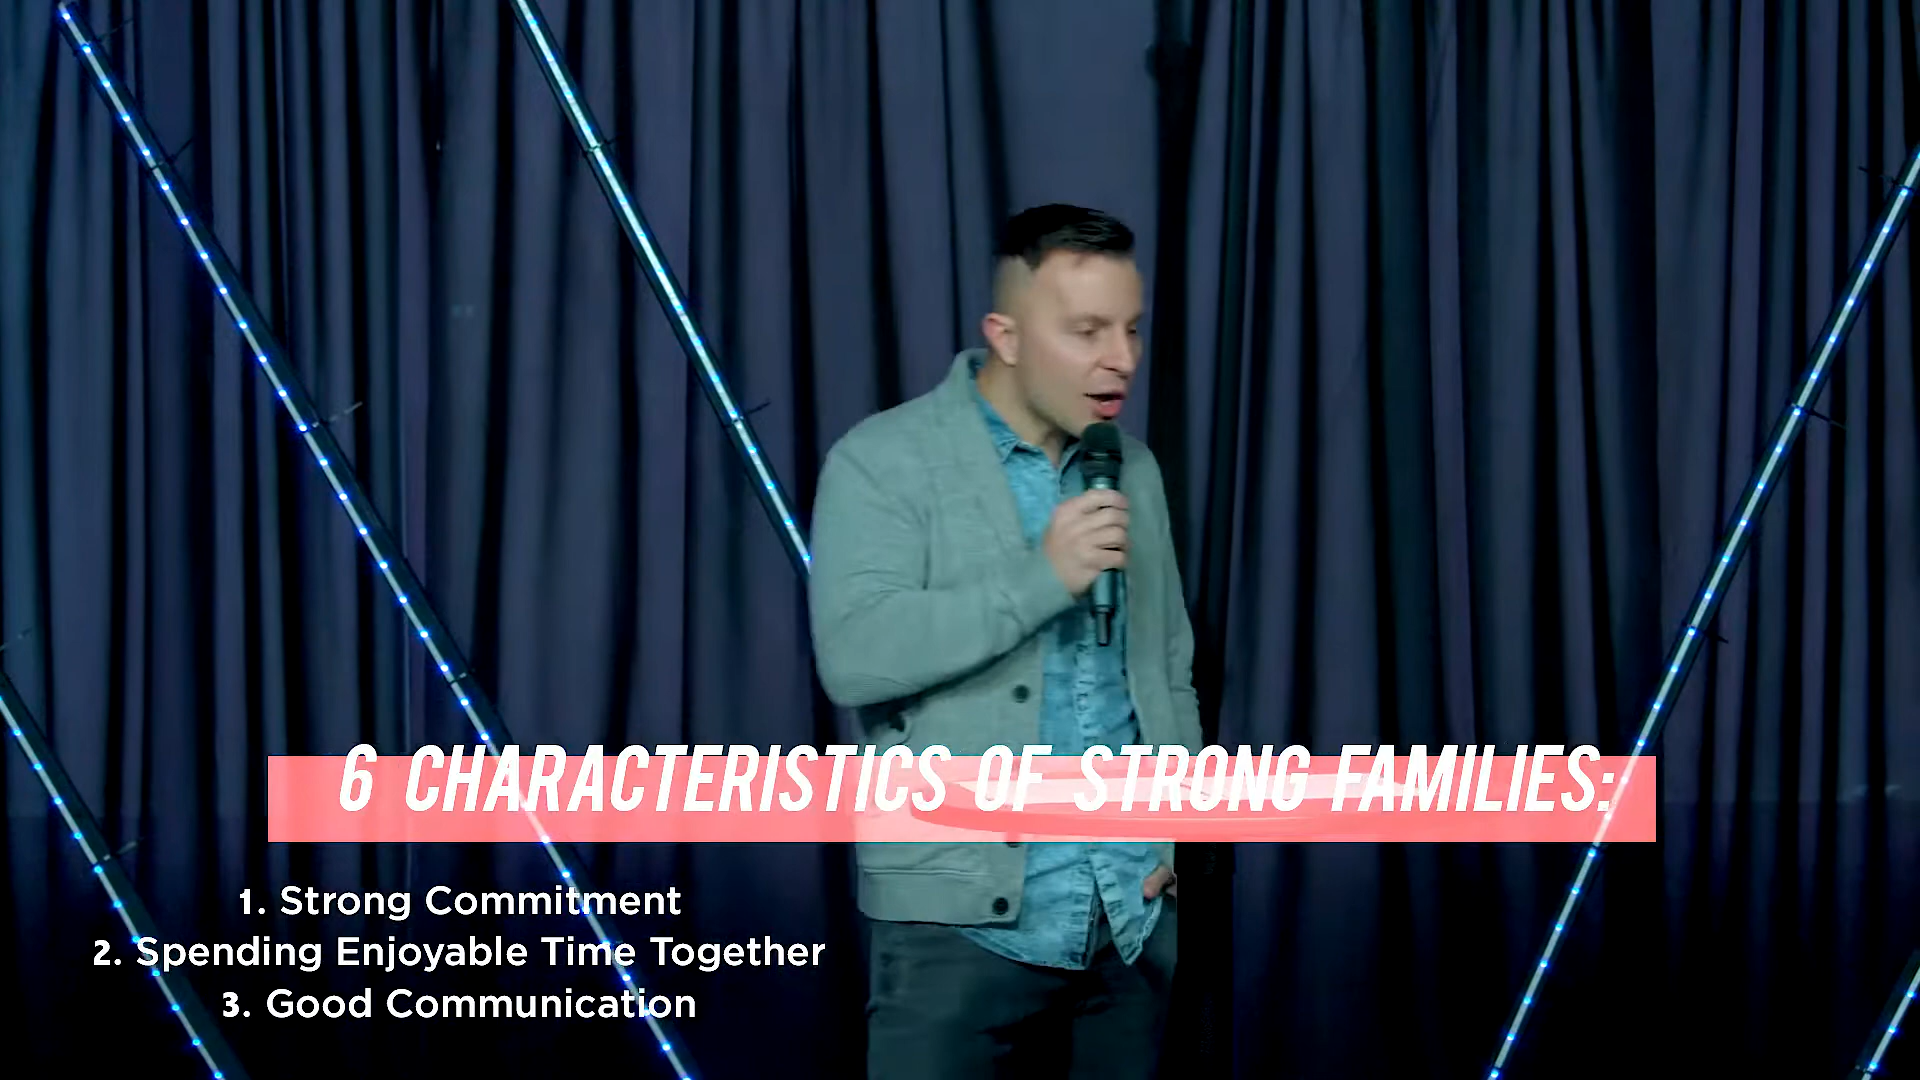 6 CHARACTERISTICS OF STRONG FAMILIES:
1. Strong Commitment
2. Spending Enjoyable Time Together
3. Good Communication